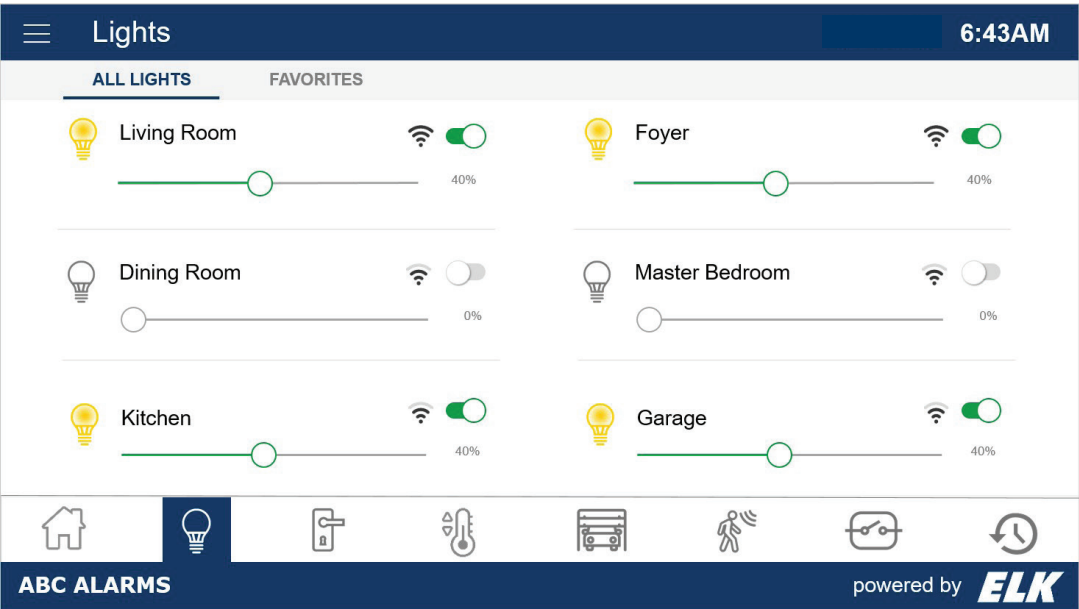 Lights 6:43AM
ALL LIGHTS FAVORITES
Living Room Foyer
40% 40%
Dining Room Master Bedroom
0% 0%
Kitchen Garage
40% 40%
ABC ALARMS powered by ELK